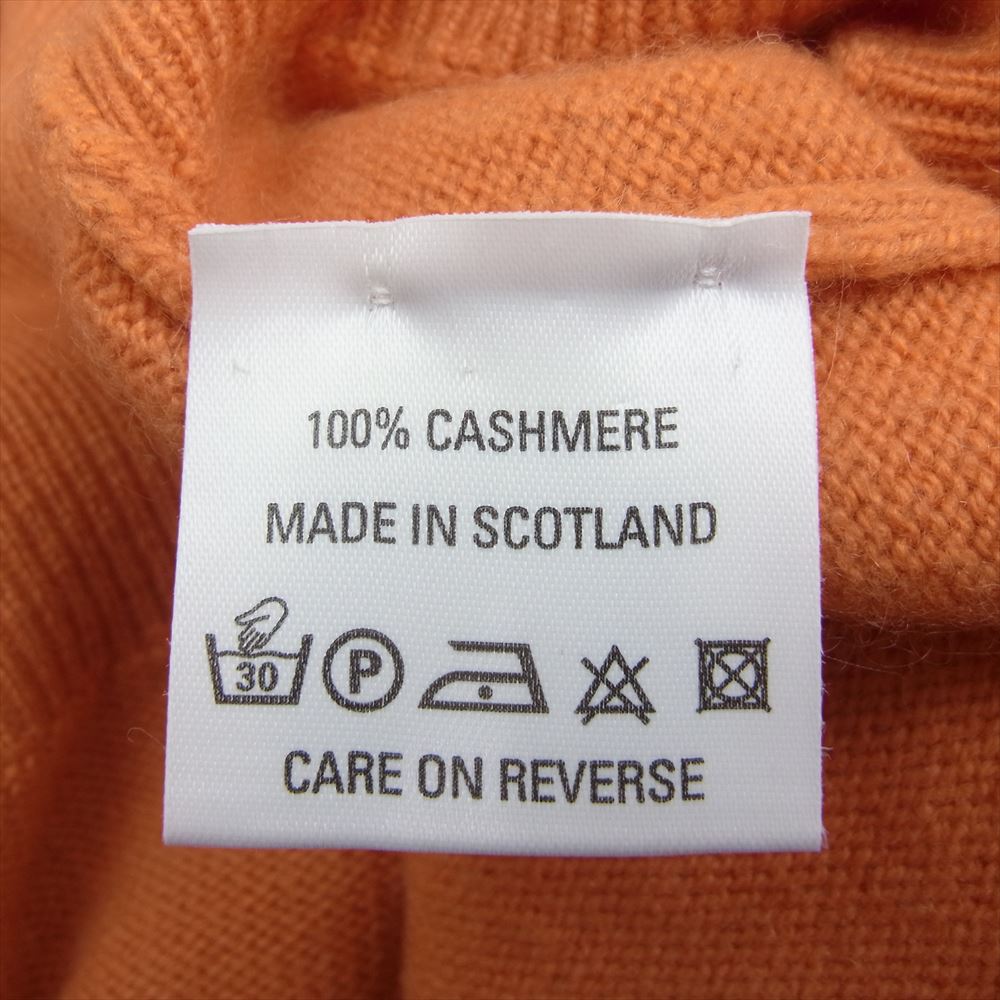 100% CASHMERE
MADE IN SCOTLAND
30 P
CARE ON REVERSE